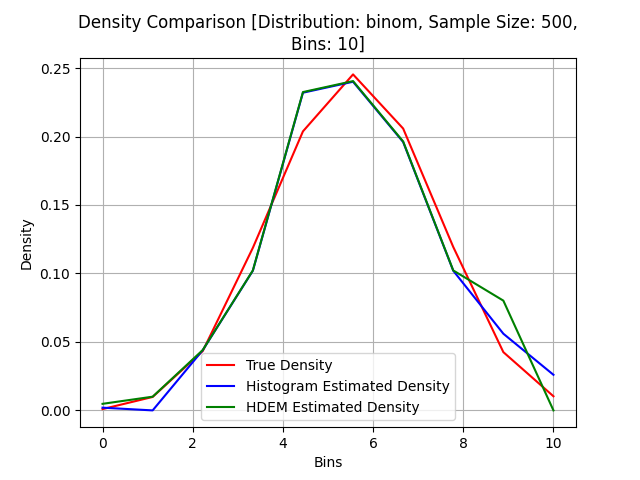 Density Comparison [Distribution: binom, Sample Size: 500,
Bins: 10]
0.25
0.20
0.15
0.10
0.05
0.00
Density
True Density
Histogram Estimated Density
HDEM Estimated Density
0 2 4 6 8 10
Bins